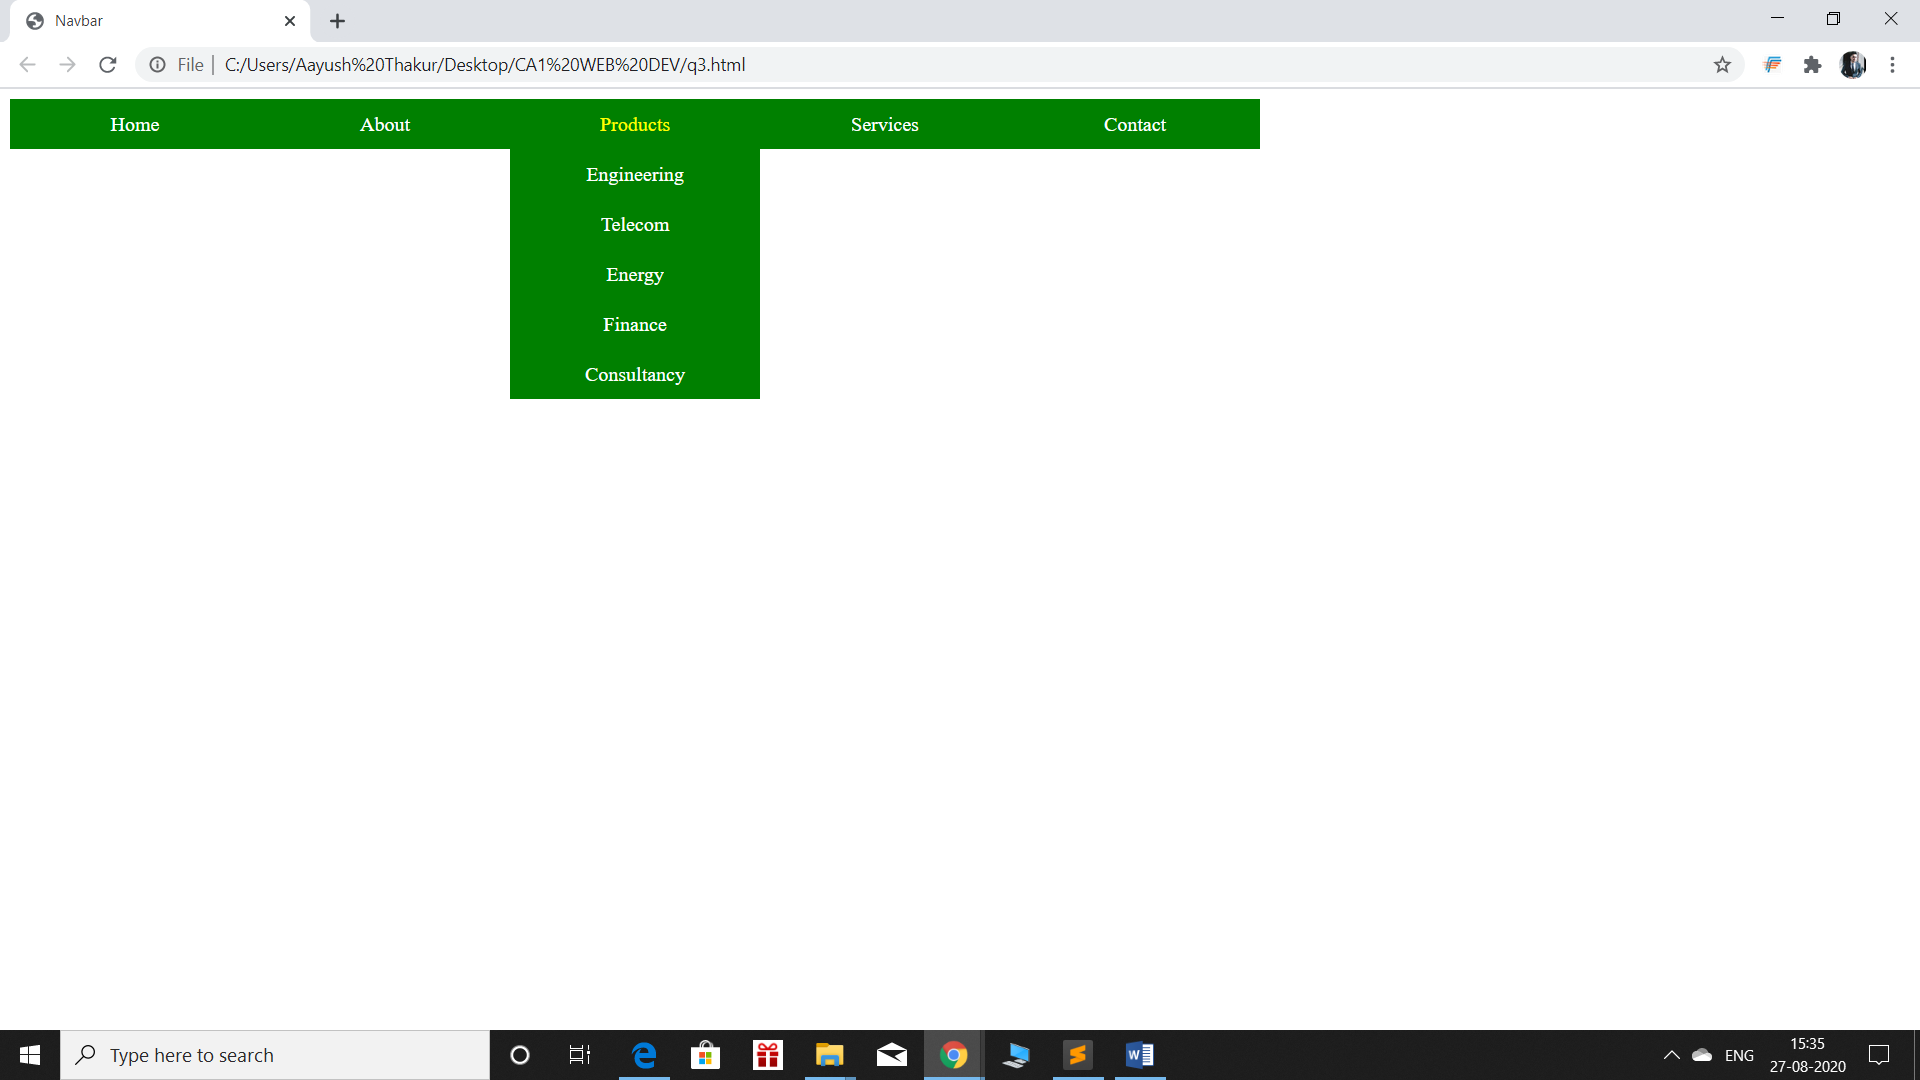 Navbar
File | C:/Users/Aayush%20Thakur/Desktop/CA1%20WEB%20DEV/q3.html
Home About Products Services Contact
Engineering
Telecom
Energy
Finance
Consultancy
Type here to search
ENG
15:35
27-08-2020